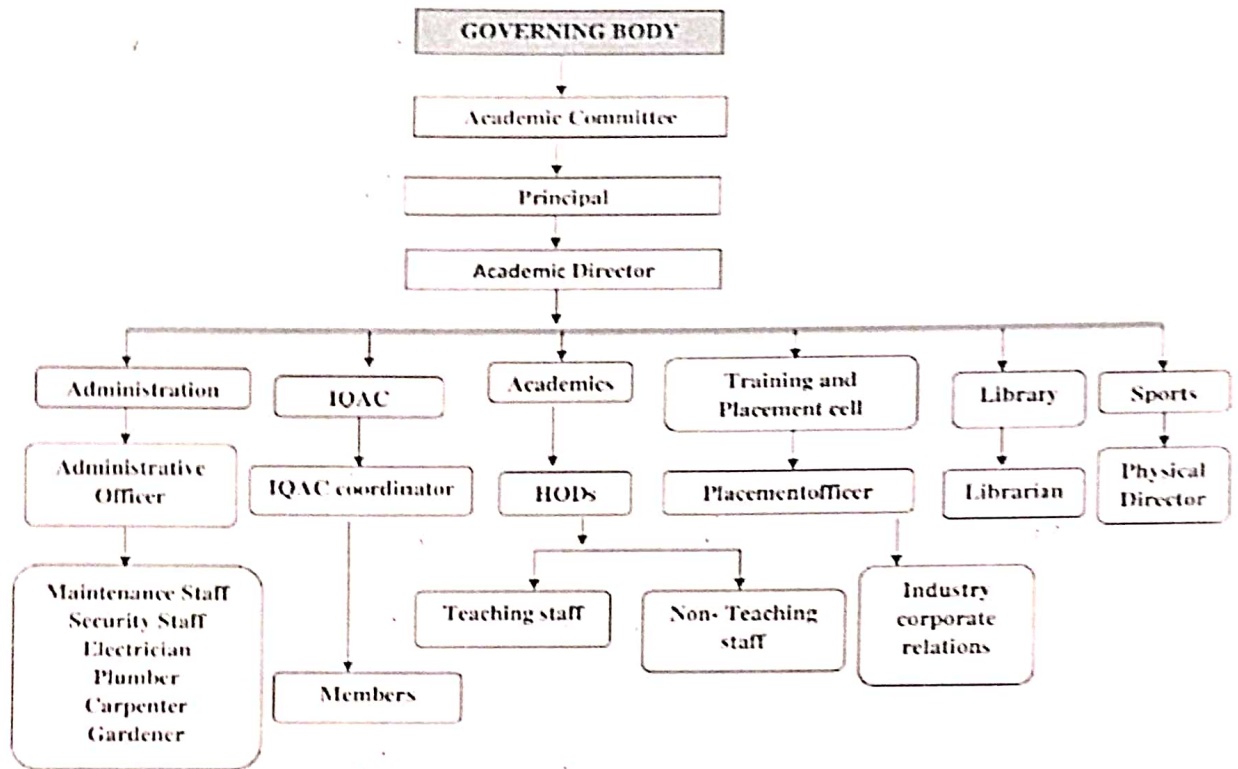 GOVERNING BODY
Academic Committee
Principal
Academic Director
Administration
IQAC
Academics
Training and
Placement cell
Library
Sports
Administrative
Officer
IQAC coordinator
HODs
Placementofficer
Librarian
Physical
Director
Maintenance Staff
Security Staff
Electrician
Plumber
Carpenter
Gardener
Members
Teaching staff
Non- Teaching
staff
Industry
corporate
relations